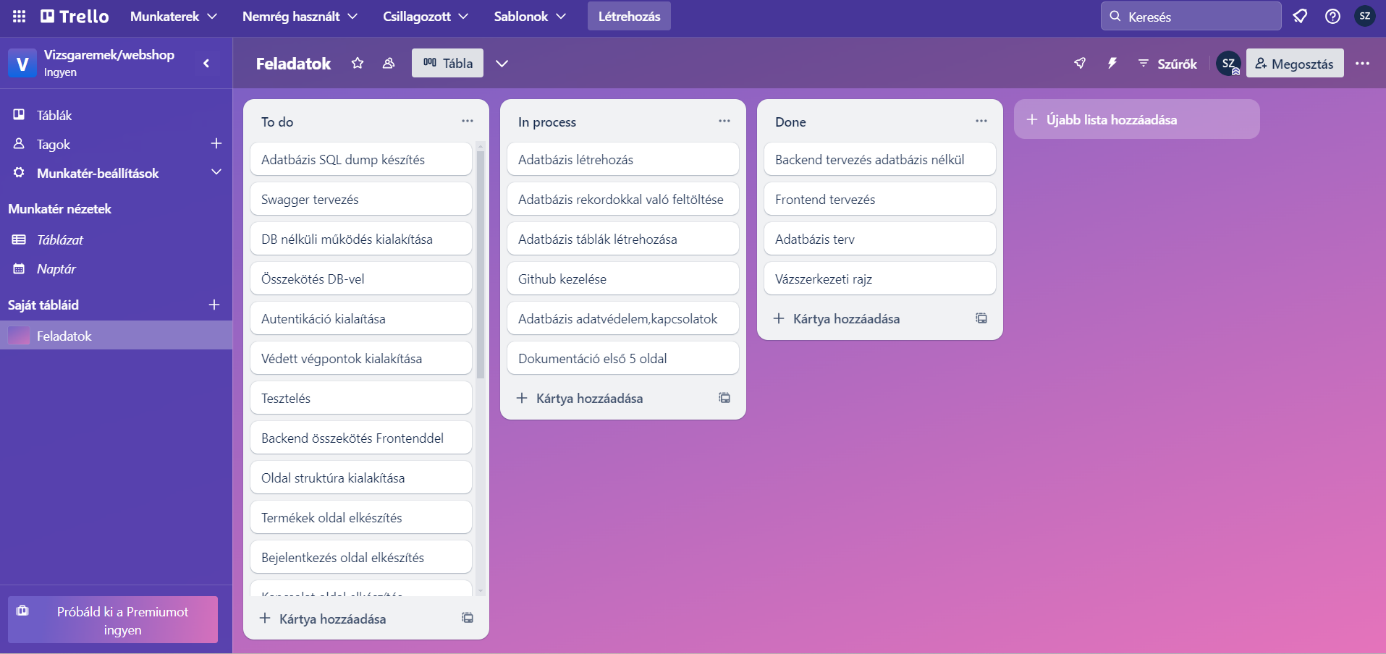 Trello
Munkaterek
Nemrég használt
Csillagozott
Sablonok
Létrehozás
Keresés
SZ
V
Vizsgaremek/webshop
Ingyen
Feladatok
Tábla
Szűrők
SZ
Megosztás
Táblák
Tagok
Munkatér-beállítások
Munkatér nézetek
Táblázat
Naptár
Saját tábláid
Feladatok
Próbáld ki a Premiumot
ingyen
To do
Adatbázis SQL dump készítés
Swagger tervezés
DB nélküli működés kialakítása
Összekötés DB-vel
Autentikáció kialaítása
Védett végpontok kialakítása
Tesztelés
Backend összekötés Frontenddel
Oldal struktúra kialakítása
Termékek oldal elkészítés
Bejelentkezés oldal elkészítés
Kapcsolat oldal elkészítés
Kártya hozzáadása
In process
Adatbázis létrehozás
Adatbázis rekordokkal való feltöltése
Adatbázis táblák létrehozása
Github kezelése
Adatbázis adatvédelem,kapcsolatok
Dokumentáció első 5 oldal
Kártya hozzáadása
Done
Backend tervezés adatbázis nélkül
Frontend tervezés
Adatbázis terv
Vázszerkezeti rajz
Kártya hozzáadása
Újabb lista hozzáadása